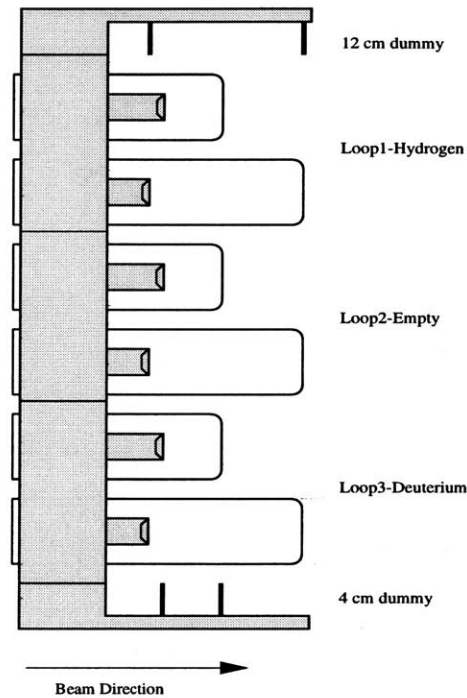 12 cm dummy
Loop1-Hydrogen
Loop2-Empty
Loop3-Deuterium
4 cm dummy
Beam Direction